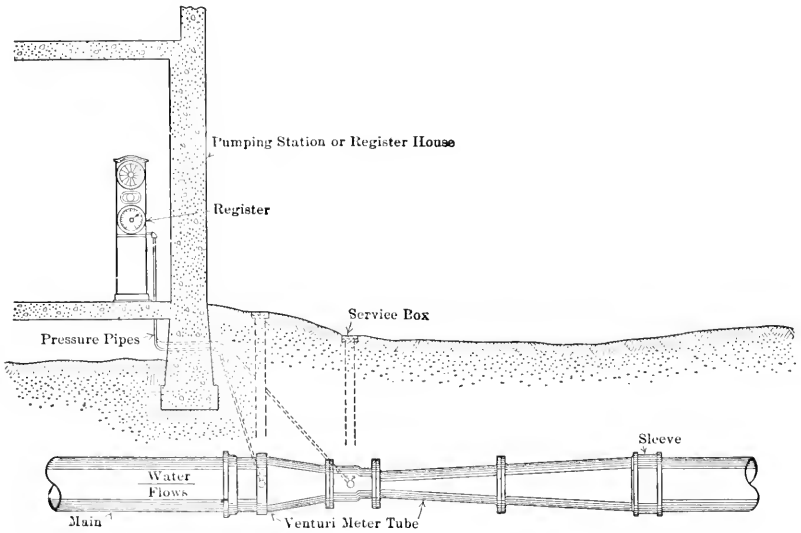 Pumping Station or Register House
Register
Service Box
Pressure Pipes
Sleeve
Water
Flows
Main
Venturi Meter Tube